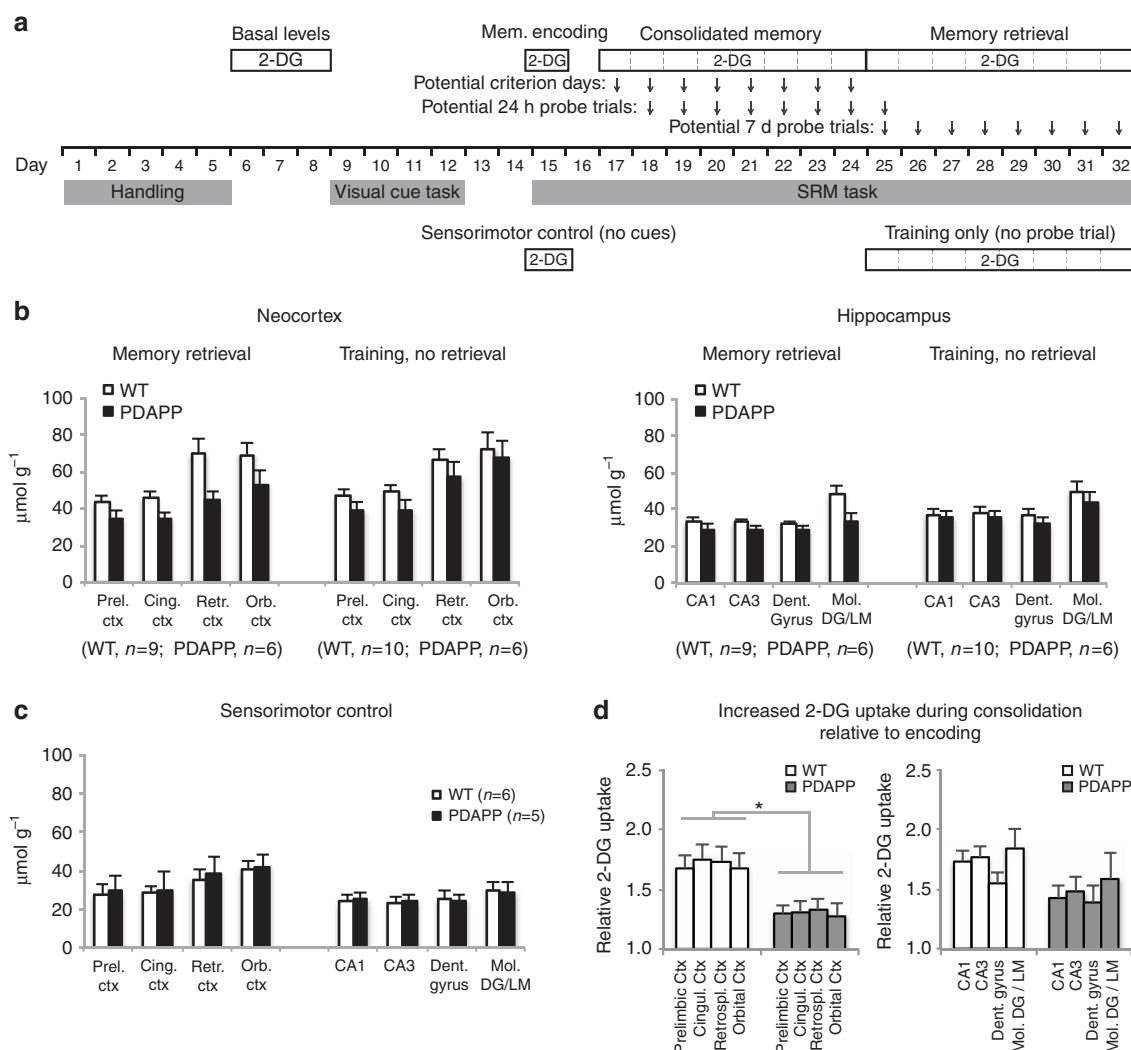 a
Basal levels
2-DG
Mem. encoding
2-DG
Consolidated memory
2-DG
Memory retrieval
2-DG
Potential criterion days:
Potential 24 h probe trials:
Potential 7 d probe trials:
Day 1 2 3 4 5 6 7 8 9 10 11 12 13 14 15 16 17 18 19 20 21 22 23 24 25 26 27 28 29 30 31 32
Handling
Visual cue task
SRM task
Sensorimotor control (no cues)
2-DG
Training only (no probe trial)
2-DG
b
Neocortex
Memory retrieval
Training, no retrieval
WT
PDAPP
100
80
60
40
20
0
μmol g⁻¹
Prel. ctx
Cing. ctx
Retr. ctx
Orb. ctx
Prel. ctx
Cing. ctx
Retr. ctx
Orb. ctx
(WT, n=9; PDAPP, n=6)
(WT, n=10; PDAPP, n=6)
Hippocampus
Memory retrieval
Training, no retrieval
WT
PDAPP
100
80
60
40
20
0
μmol g⁻¹
CA1
CA3
Dent. Gyrus
Mol. DG/LM
CA1
CA3
Dent. gyrus
Mol. DG/LM
(WT, n=9; PDAPP, n=6)
(WT, n=10; PDAPP, n=6)
c
Sensorimotor control
WT (n=6)
PDAPP (n=5)
100
80
60
40
20
0
μmol g⁻¹
Prel. ctx
Cing. ctx
Retr. ctx
Orb. ctx
CA1
CA3
Dent. gyrus
Mol. DG/LM
d
Increased 2-DG uptake during consolidation
relative to encoding
WT
PDAPP
*
2.5
2.0
1.5
1.0
Relative 2-DG uptake
Prelimbic Ctx
Cingul. Ctx
Retrospl. Ctx
Orbital Ctx
Prelimbic Ctx
Cingul. Ctx
Retrospl. Ctx
Orbital Ctx
WT
PDAPP
2.5
2.0
1.5
1.0
Relative 2-DG uptake
CA1
CA3
Dent. gyrus
Mol. DG / LM
CA1
CA3
Dent. gyrus
Mol. DG / LM